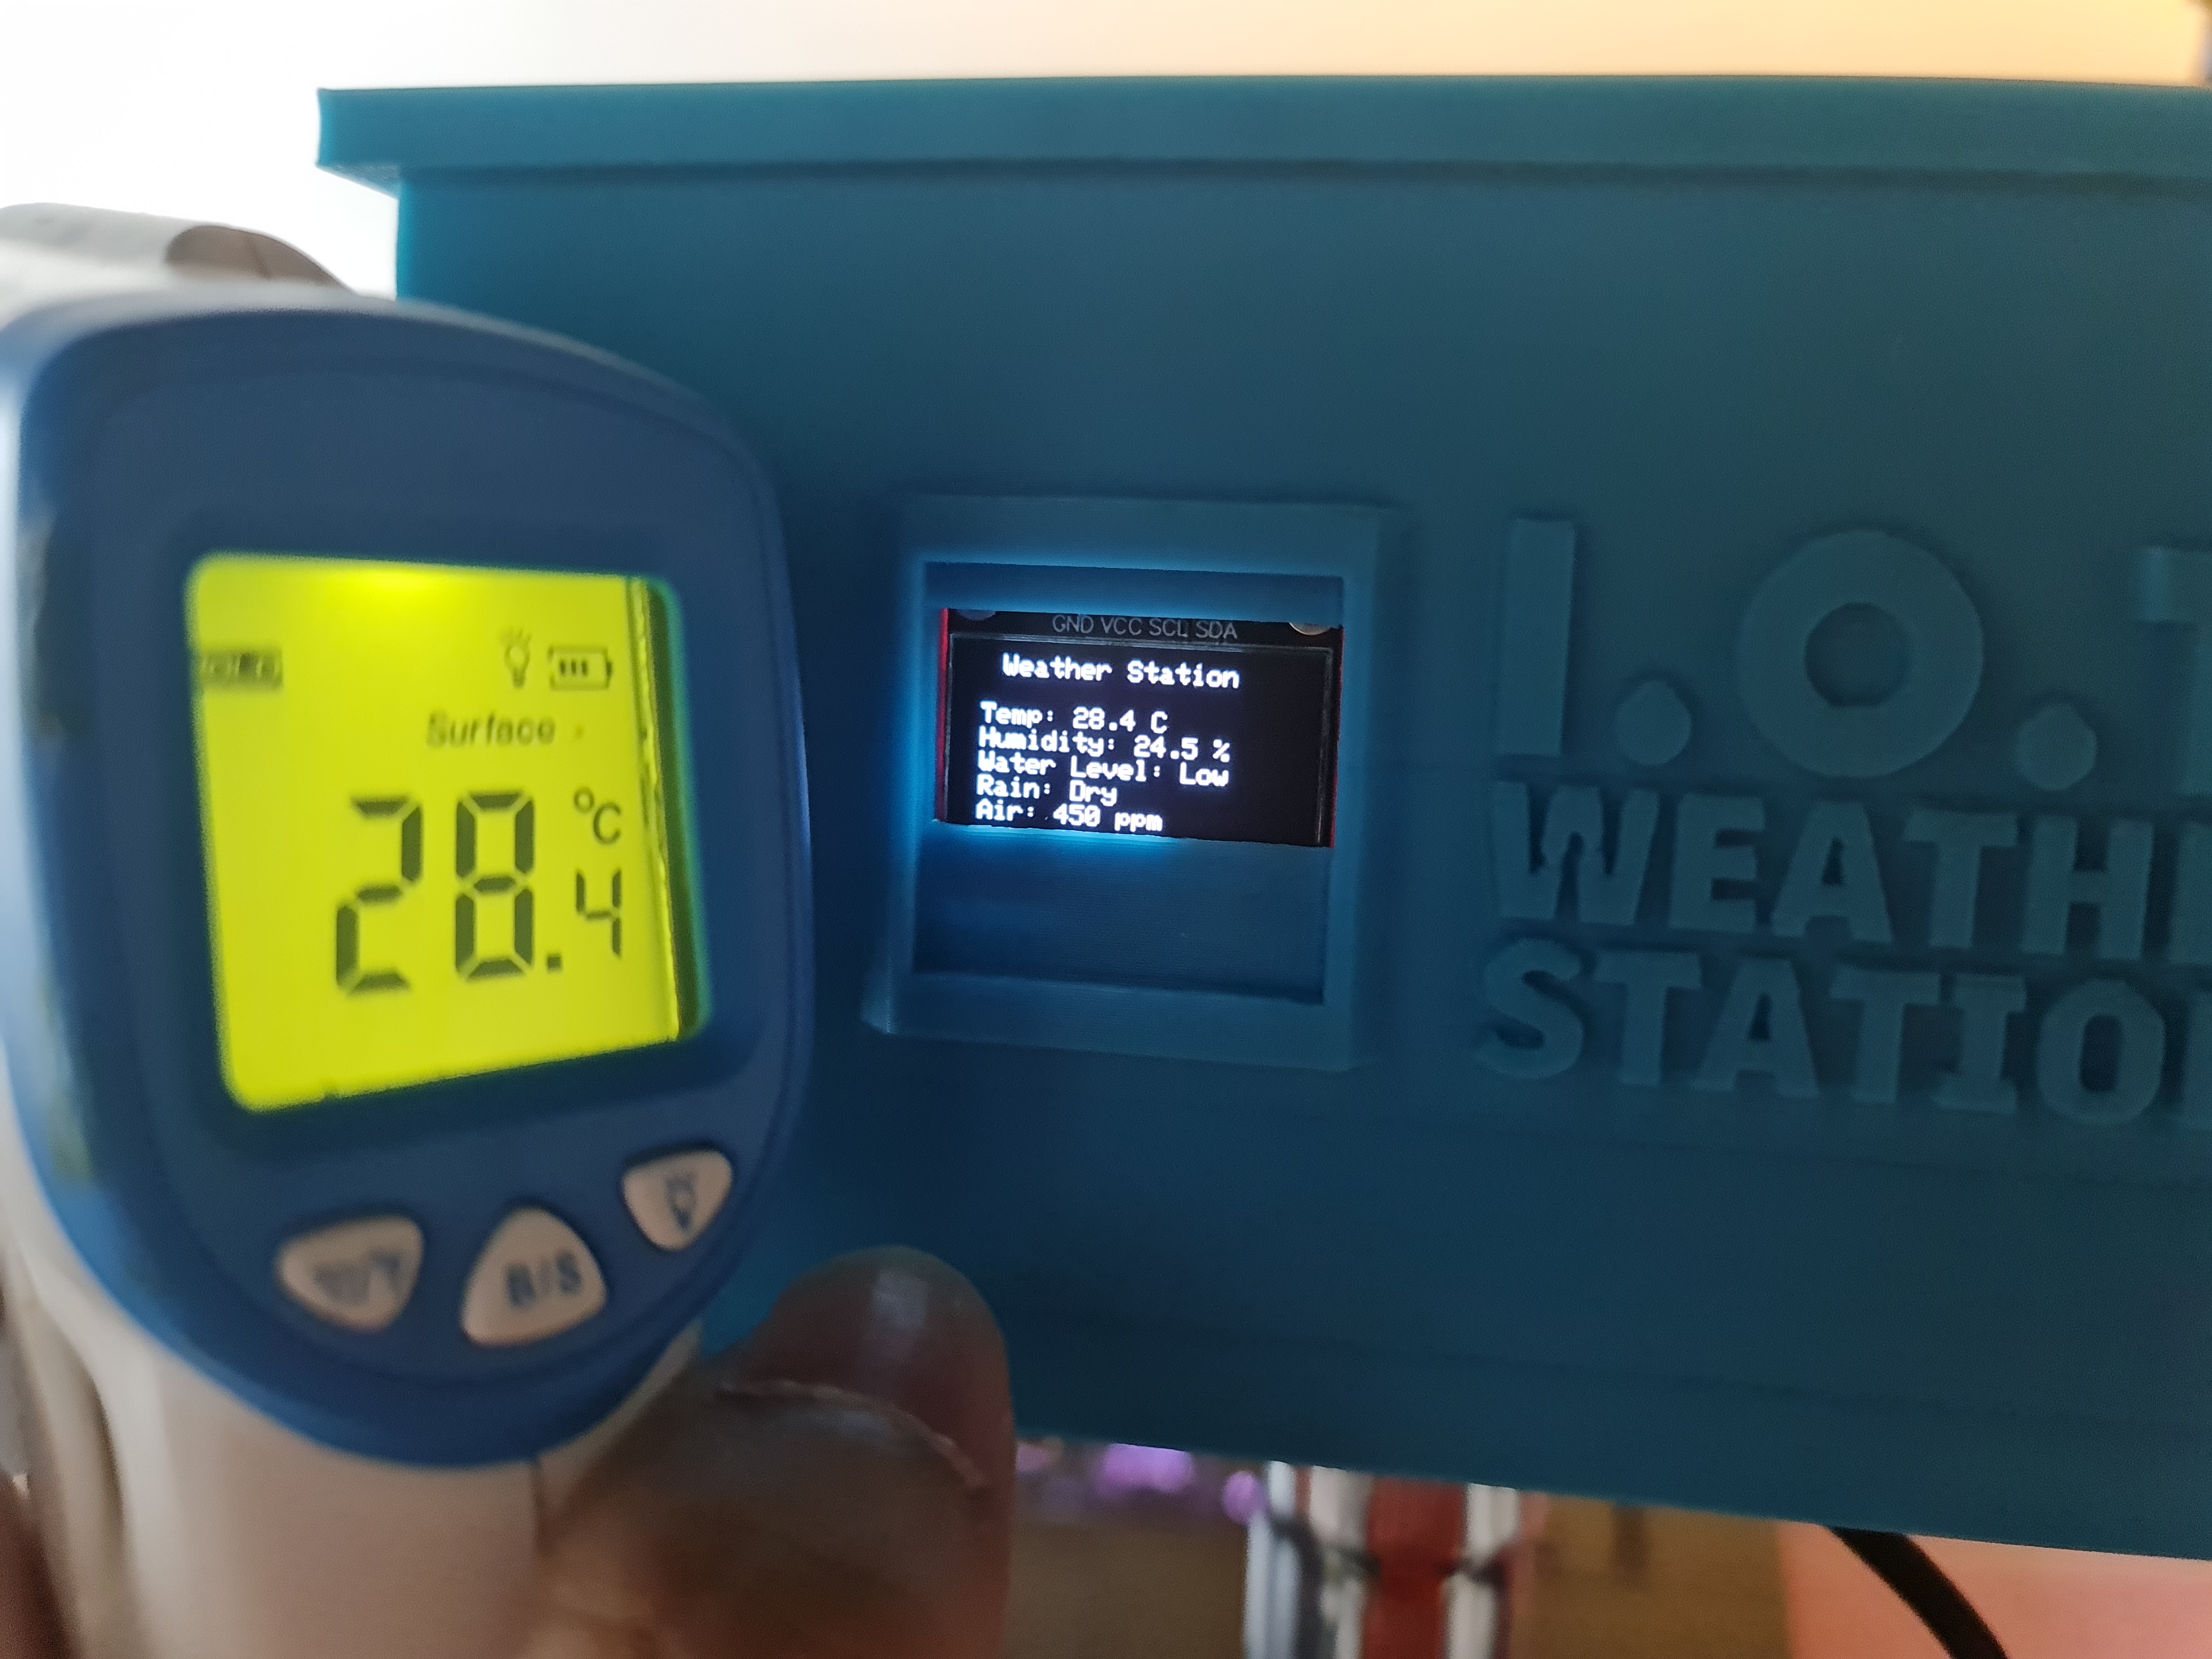 Surface
°C
28.4
B/S
GND VCC SCL SDA
Weather Station
Temp: 28.4 C
Humidity: 24.5 %
Water Level: Low
Rain: Dry
Air: 450 ppm
I.O.T
WEATH
STATIO